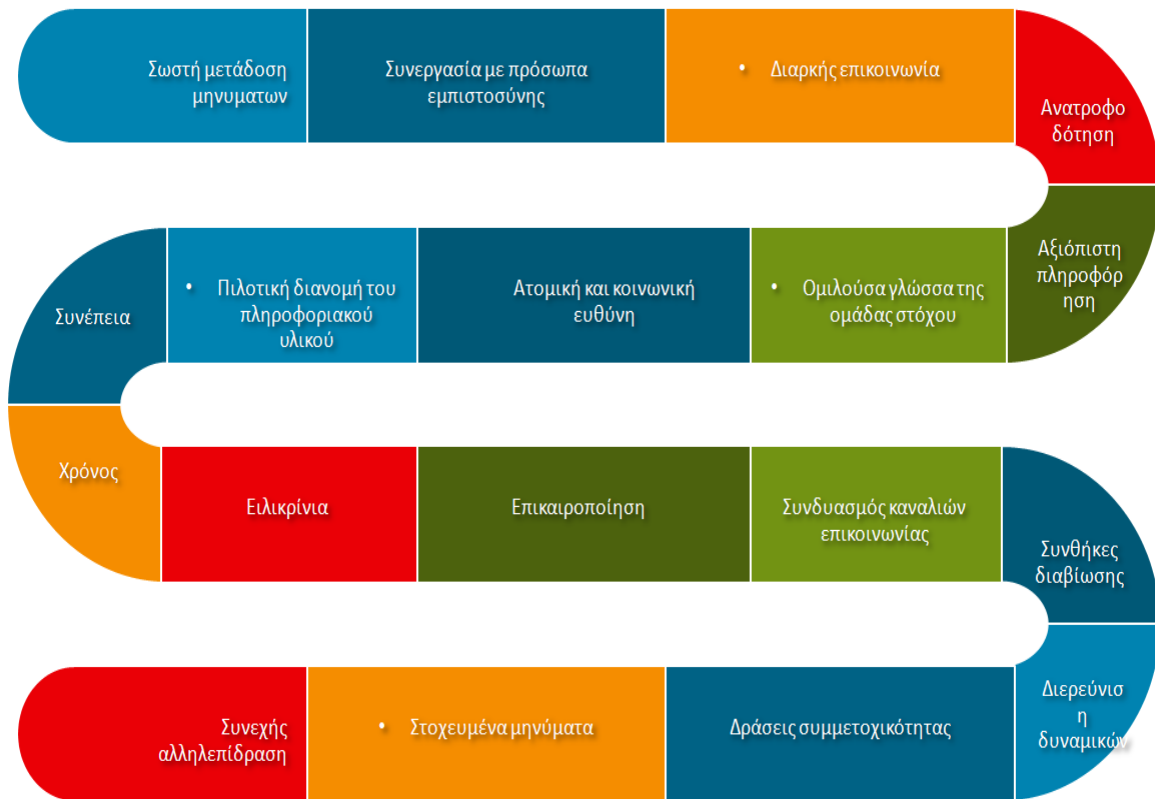 Σωστή μετάδοση
μηνυματων
Συνεργασία με πρόσωπα
εμπιστοσύνης
• Διαρκής επικοινωνία
Ανατροφο
δότηση
Αξιόπιστη
πληροφόρ
ηση
• Ομιλούσα γλώσσα της
ομάδας στόχου
Ατομική και κοινωνική
ευθύνη
• Πιλοτική διανομή του
πληροφοριακού
υλικού
Συνέπεια
Χρόνος
Ειλικρίνια
Επικαιροποίηση
Συνδυασμός καναλιών
επικοινωνίας
Συνθήκες
διαβίωσης
Διερεύνισ
η
δυναμικών
Δράσεις συμμετοχικότητας
• Στοχευμένα μηνύματα
Συνεχής
αλληλεπίδραση